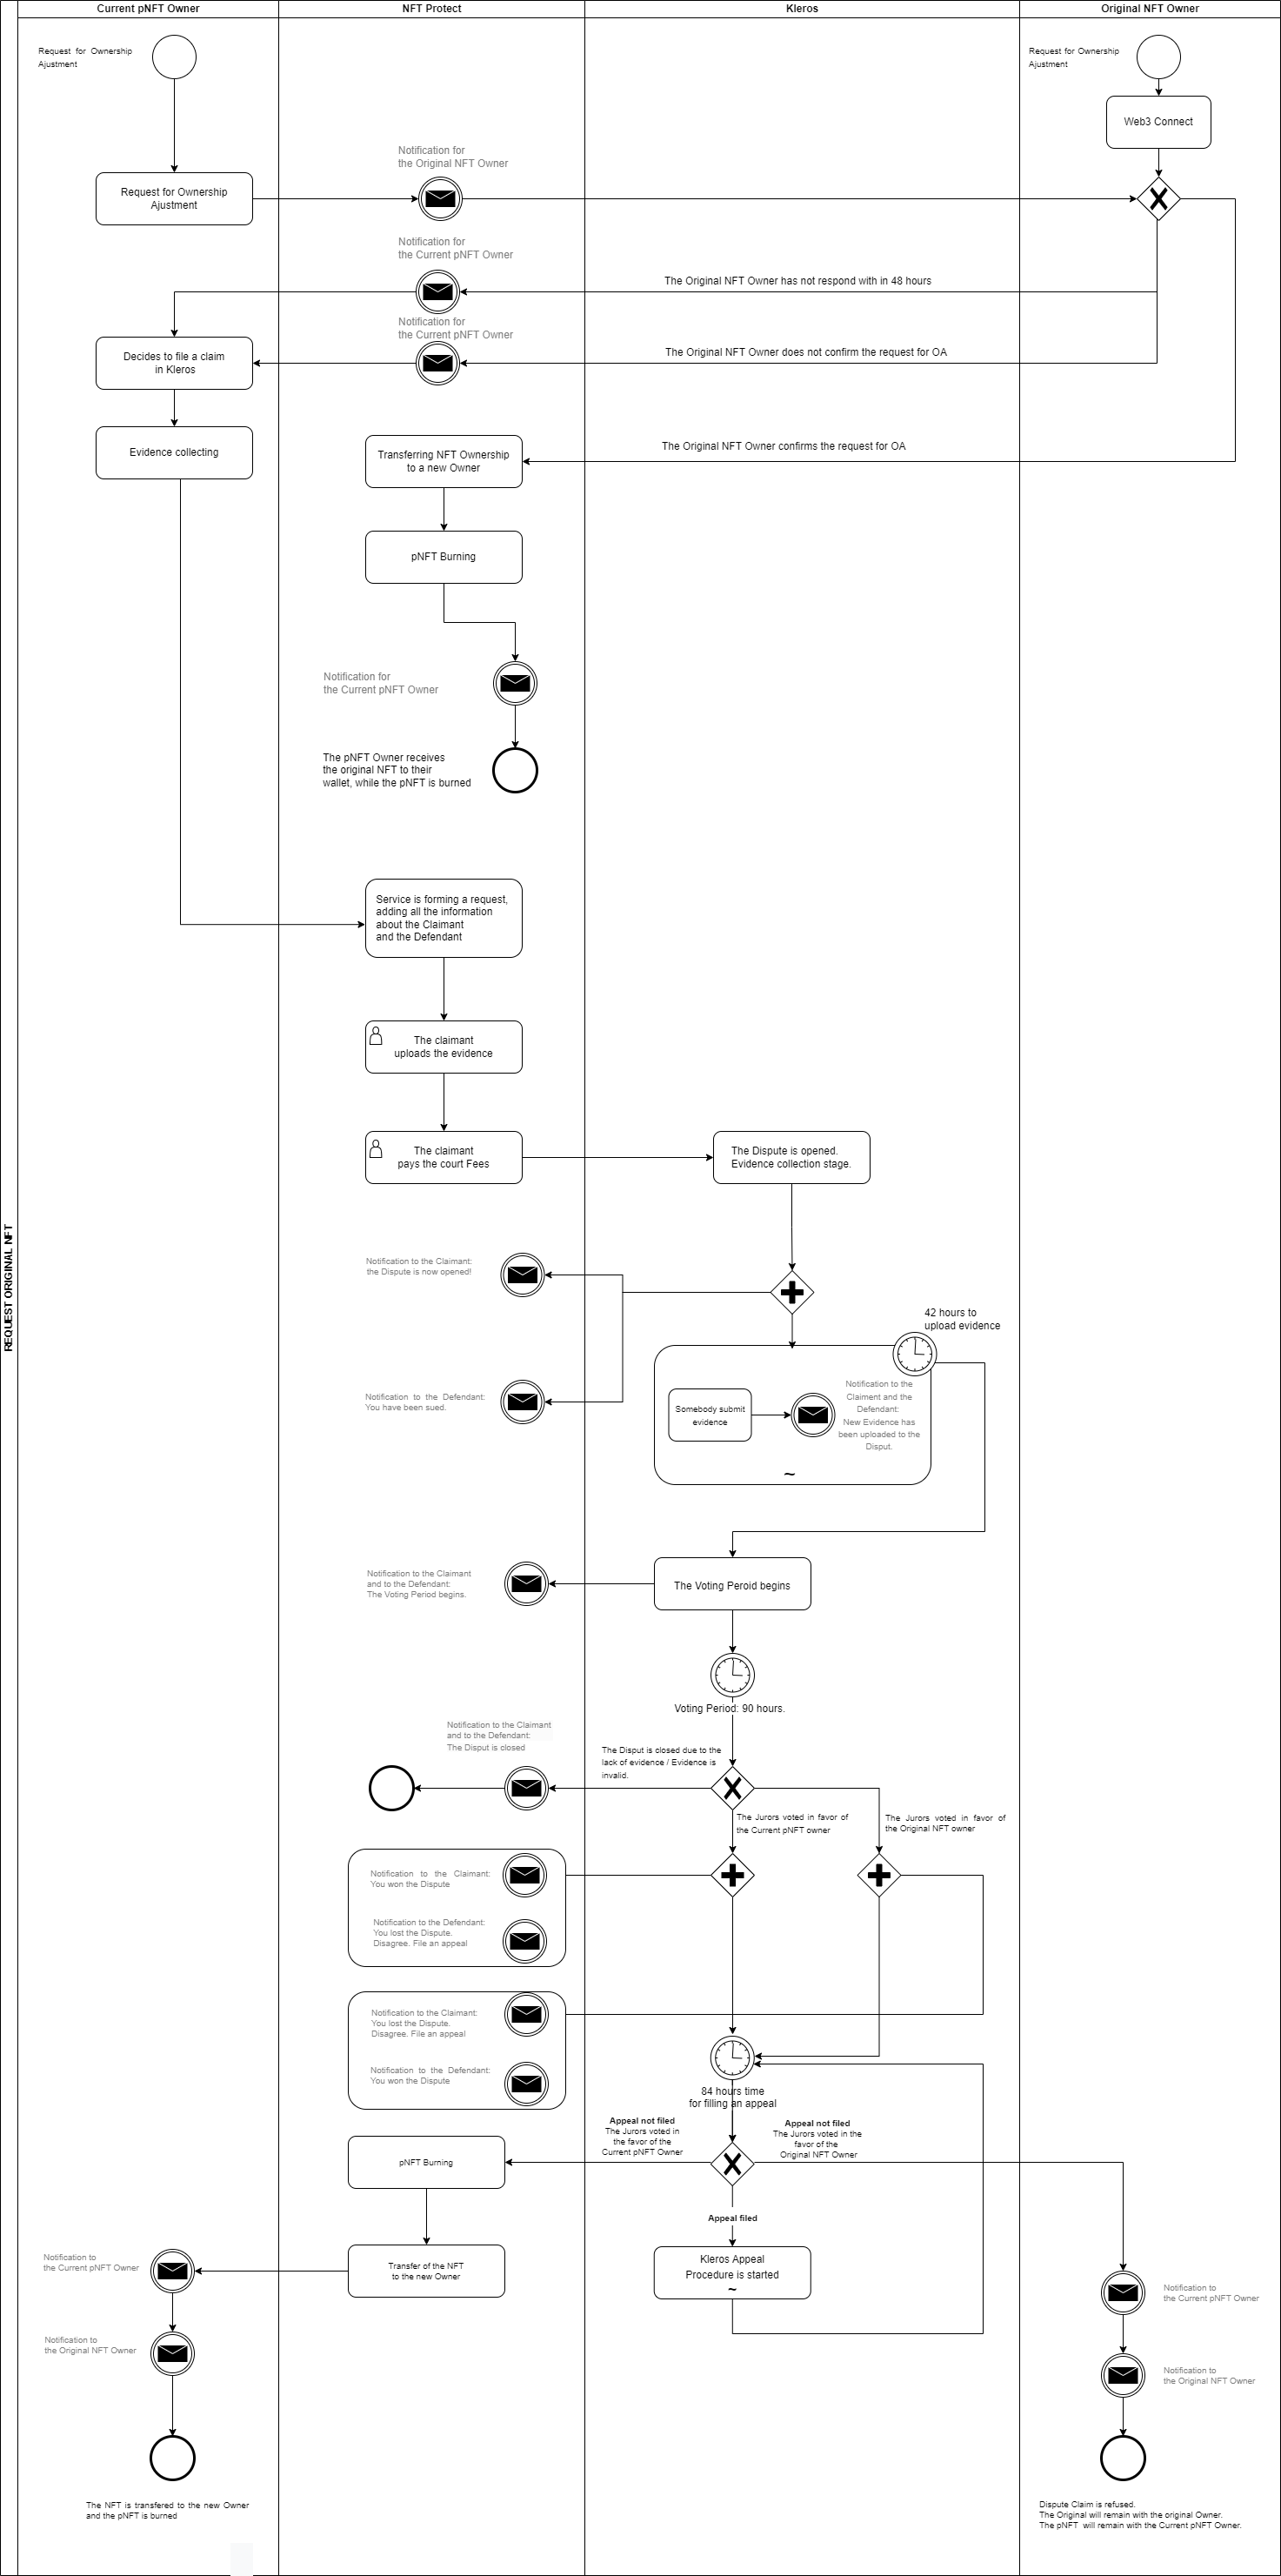 Current pNFT Owner
NFT Protect
Kleros
Original NFT Owner
REQUEST ORIGINAL NFT
Request for Ownership
Ajustment
Request for Ownership
Ajustment
Web3 Connect
Notification for
the Original NFT Owner
Request for Ownership
Ajustment
Notification for
the Current pNFT Owner
The Original NFT Owner has not respond with in 48 hours
Notification for
the Current pNFT Owner
The Original NFT Owner does not confirm the request for OA
Decides to file a claim
in Kleros
Evidence collecting
The Original NFT Owner confirms the request for OA
Transferring NFT Ownership
to a new Owner
pNFT Burning
Notification for
the Current pNFT Owner
The pNFT Owner receives
the original NFT to their
wallet, while the pNFT is burned
Service is forming a request,
adding all the information
about the Claimant
and the Defendant
The claimant
uploads the evidence
The claimant
pays the court Fees
The Dispute is opened.
Evidence collection stage.
Notification to the Claimant:
the Dispute is now opened!
42 hours to
upload evidence
Notification to the Defendant:
You have been sued.
Somebody submit
evidence
Notification to the
Claiment and the
Defendant:
New Evidence has
been uploaded to the
Disput.
~
Notification to the Claimant
and to the Defendant:
The Voting Period begins.
The Voting Peroid begins
Voting Period: 90 hours.
Notification to the Claimant
and to the Defendant:
The Disput is closed
The Disput is closed due to the
lack of evidence / Evidence is
invalid.
The Jurors voted in favor of
the Current pNFT owner
The Jurors voted in favor of
the Original NFT owner
Notification to the Claimant:
You won the Dispute
Notification to the Defendant:
You lost the Dispute.
Disagree. File an appeal
Notification to the Claimant:
You lost the Dispute.
Disagree. File an appeal
Notification to the Defendant:
You won the Dispute
84 hours time
for filling an appeal
Appeal not filed
The Jurors voted in
the favor of the
Current pNFT Owner
Appeal not filed
The Jurors voted in the
favor of the
Original NFT Owner
pNFT Burning
Appeal filed
Transfer of the NFT
to the new Owner
Kleros Appeal
Procedure is started
~
Notification to
the Current pNFT Owner
Notification to
the Original NFT Owner
Notification to
the Current pNFT Owner
Notification to
the Original NFT Owner
The NFT is transfered to the new Owner
and the pNFT is burned
Dispute Claim is refused.
The Original will remain with the original Owner.
The pNFT will remain with the Current pNFT Owner.